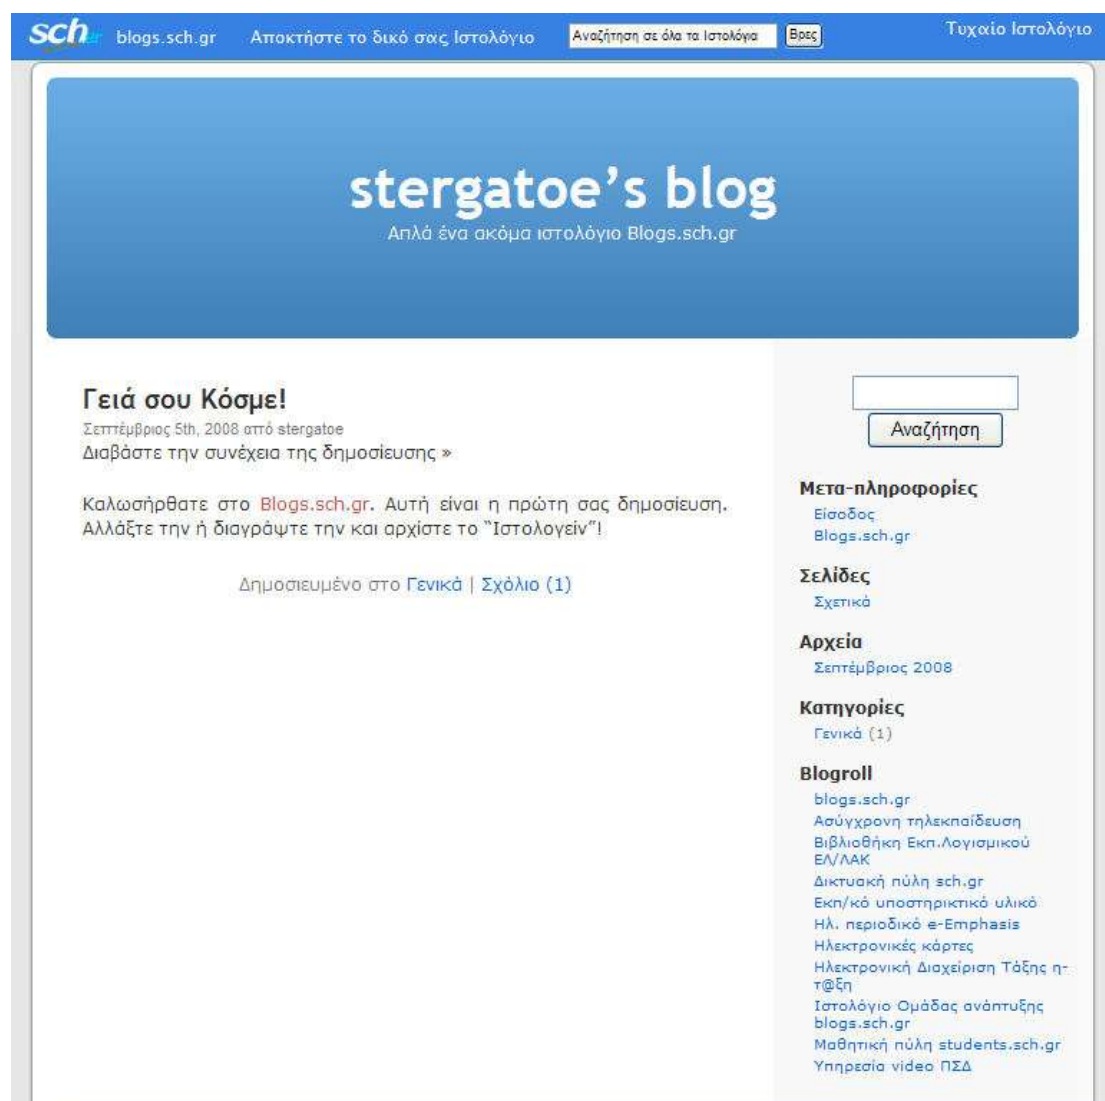 sch.gr blogs.sch.gr Αποκτήστε το δικό σας Ιστολόγιο Αναζήτηση σε όλα τα Ιστολόγια Βρες Τυχαίο Ιστολόγιο
stergatoe's blog
Απλά ένα ακόμα ιστολόγιο Blogs.sch.gr
Γειά σου Κόσμε!
Σεπτέμβριος 5th, 2008 από stergatoe
Διαβάστε την συνέχεια της δημοσίευσης »
Καλωσήρθατε στο Blogs.sch.gr. Αυτή είναι η πρώτη σας δημοσίευση.
Αλλάξτε την ή διαγράψτε την και αρχίστε το "Ιστολογείν"!
Δημοσιευμένο στο Γενικά | Σχόλιο (1)
Αναζήτηση
Μετα-πληροφορίες
Είσοδος
Blogs.sch.gr
Σελίδες
Σχετικά
Αρχεία
Σεπτέμβριος 2008
Κατηγορίες
Γενικά (1)
Blogroll
blogs.sch.gr
Ασύγχρονη τηλεκπαίδευση
Βιβλιοθήκη Εκπ.Λογισμικού
ΕΛ/ΛΑΚ
Δικτυακή πύλη sch.gr
Εκπ/κό υποστηρικτικό υλικό
Ηλ. περιοδικό e-Emphasis
Ηλεκτρονικές κάρτες
Ηλεκτρονική Διαχείριση Τάξης η-
τ@ξη
Ιστολόγιο Ομάδας ανάπτυξης
blogs.sch.gr
Μαθητική πύλη students.sch.gr
Υπηρεσία video ΠΣΔ